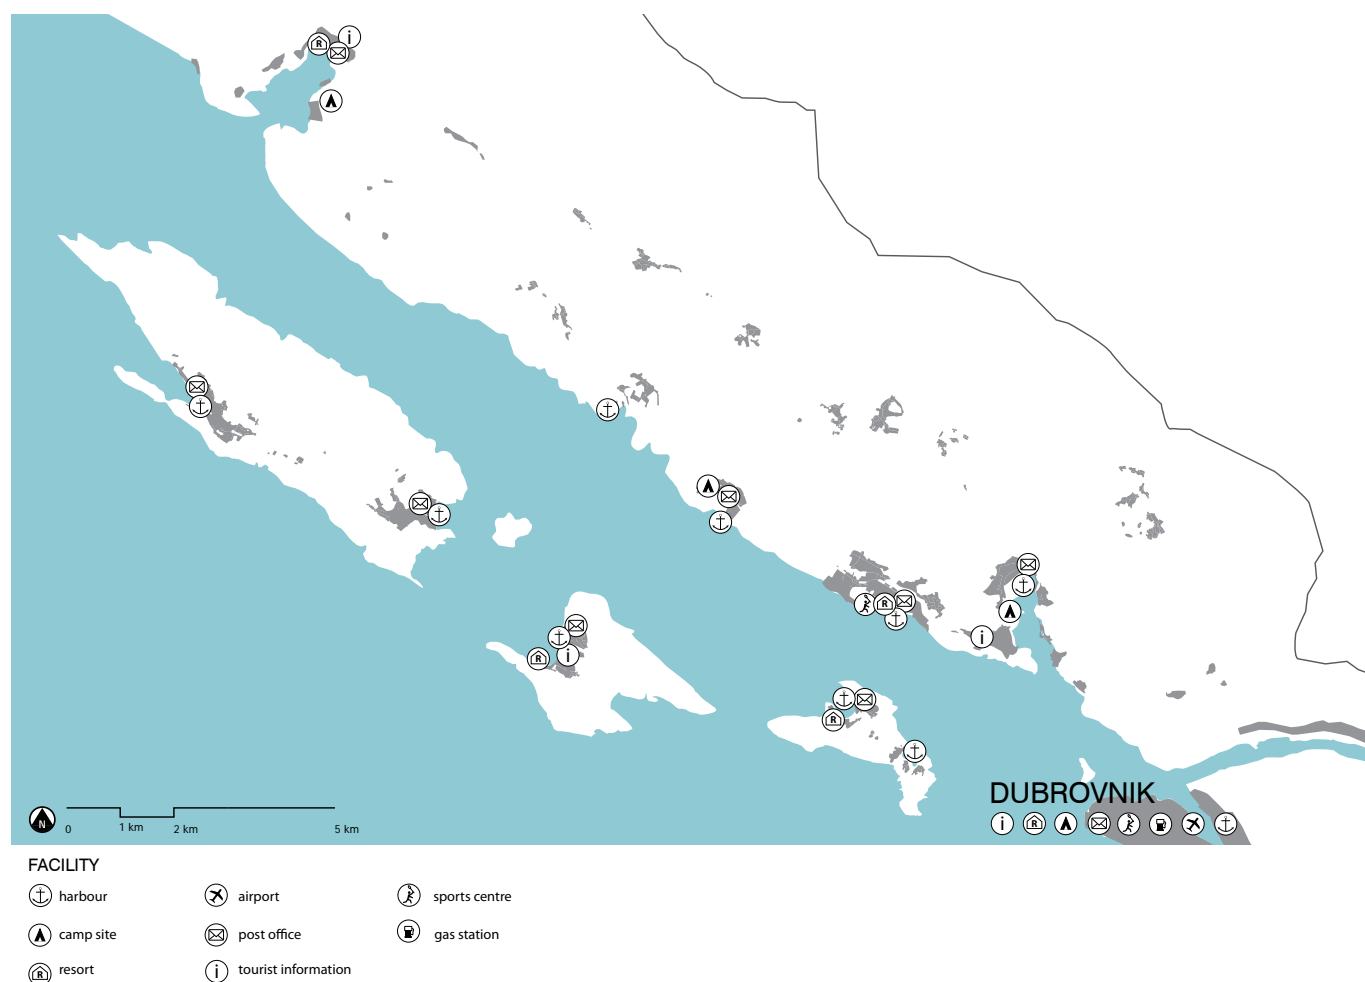 DUBROVNIK
N
0
1 km
2 km
5 km
FACILITY
harbour
airport
sports centre
camp site
post office
gas station
R resort
i tourist information